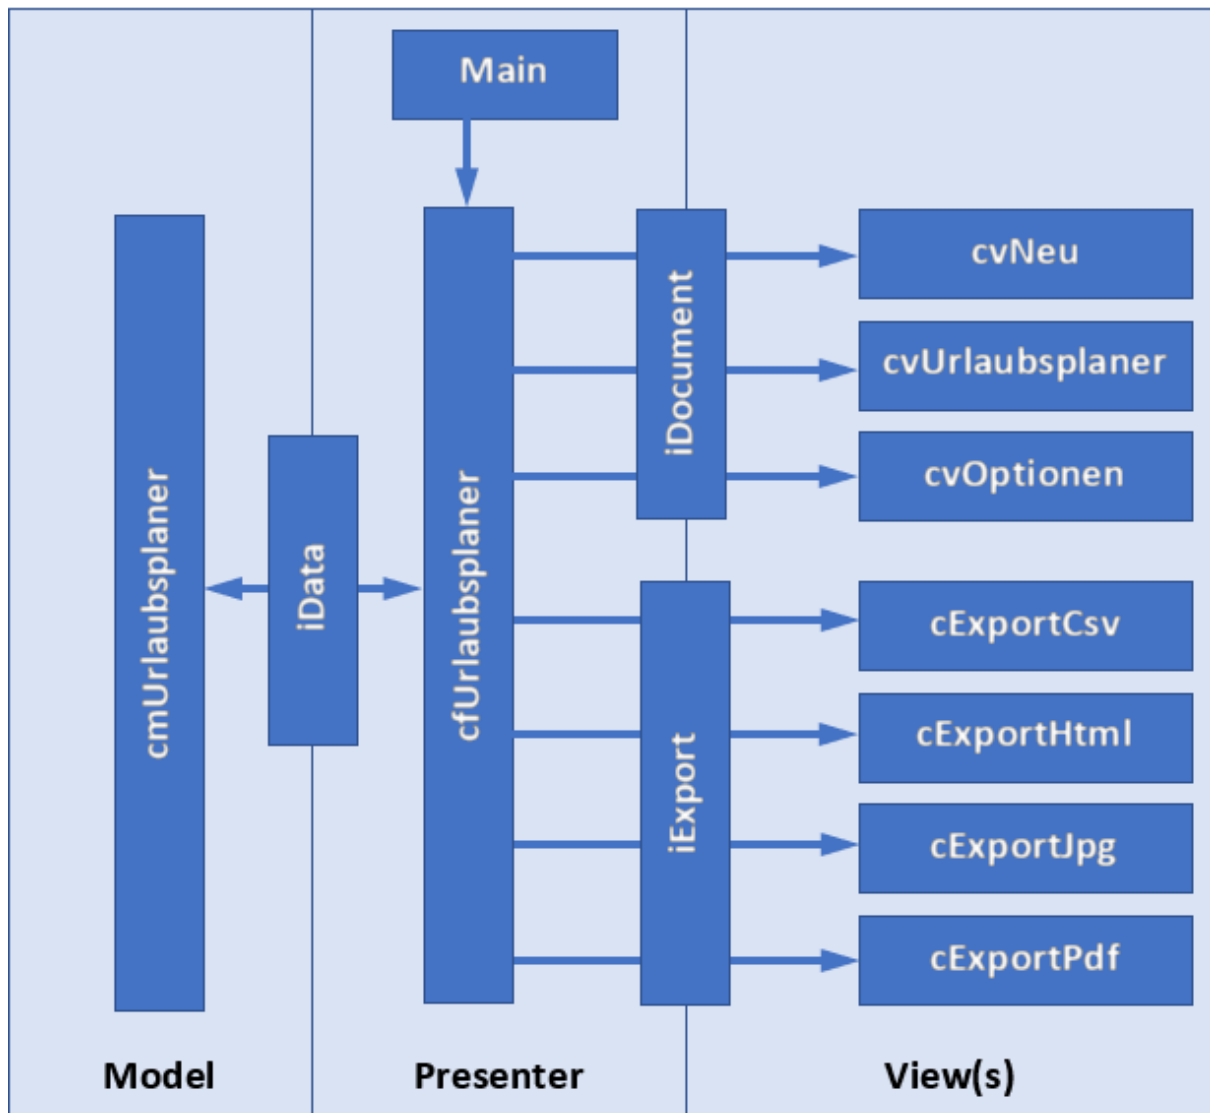 Main
cmUrlaubsplaner
iData
cfUrlaubsplaner
iDocument
cvNeu
cvUrlaubsplaner
cvOptionen
iExport
cExportCsv
cExportHtml
cExportJpg
cExportPdf
Model
Presenter
View(s)